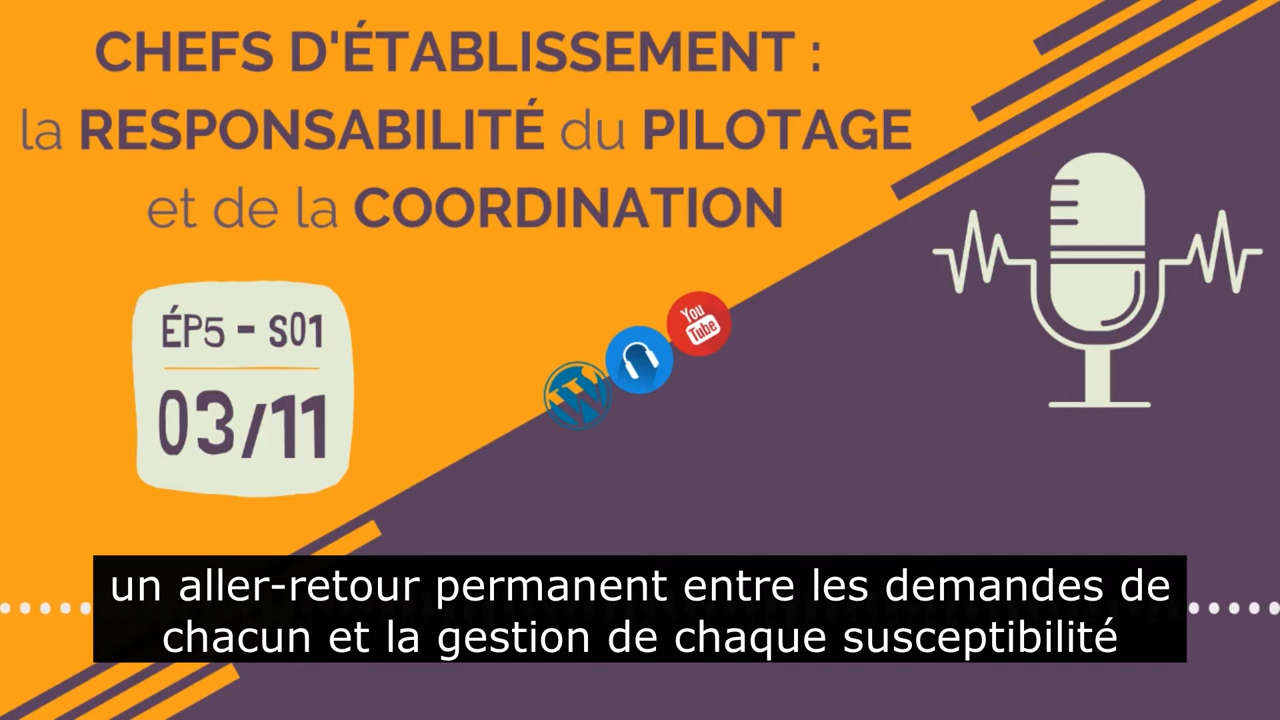 CHEFS D'ÉTABLISSEMENT :
la RESPONSABILITÉ du PILOTAGE
et de la COORDINATION
ÉP5 - S01
03/11
You
Tube
W
un aller-retour permanent entre les demandes de
chacun et la gestion de chaque susceptibilité